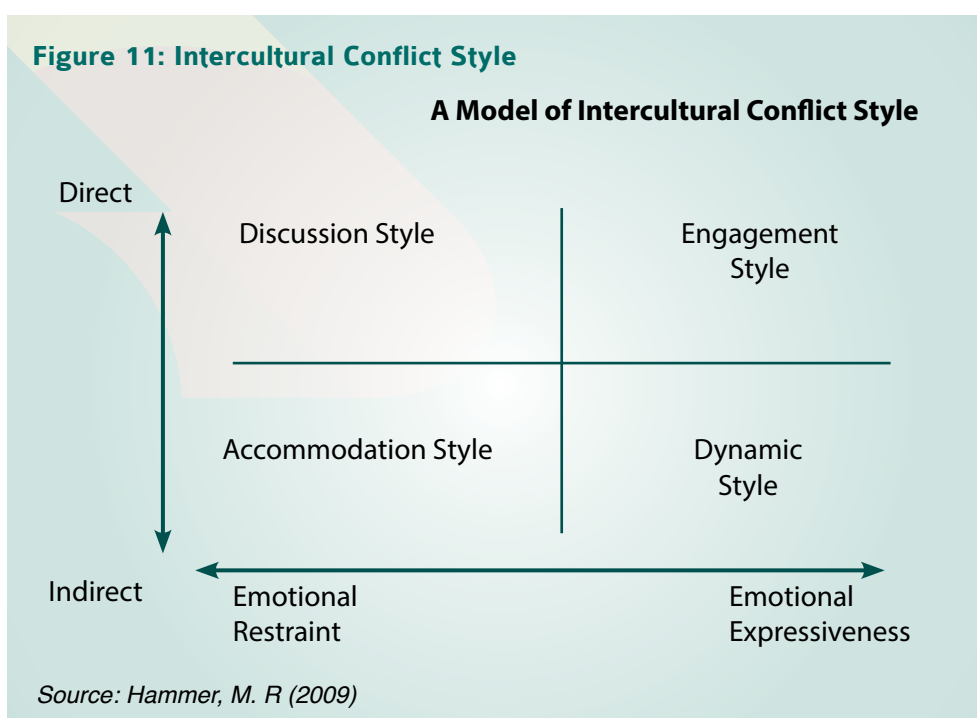 Figure 11: Intercultural Conflict Style
A Model of Intercultural Conflict Style
Direct
Discussion Style
Engagement
Style
Accommodation Style
Dynamic
Style
Indirect
Emotional
Restraint
Emotional
Expressiveness
Source: Hammer, M. R (2009)